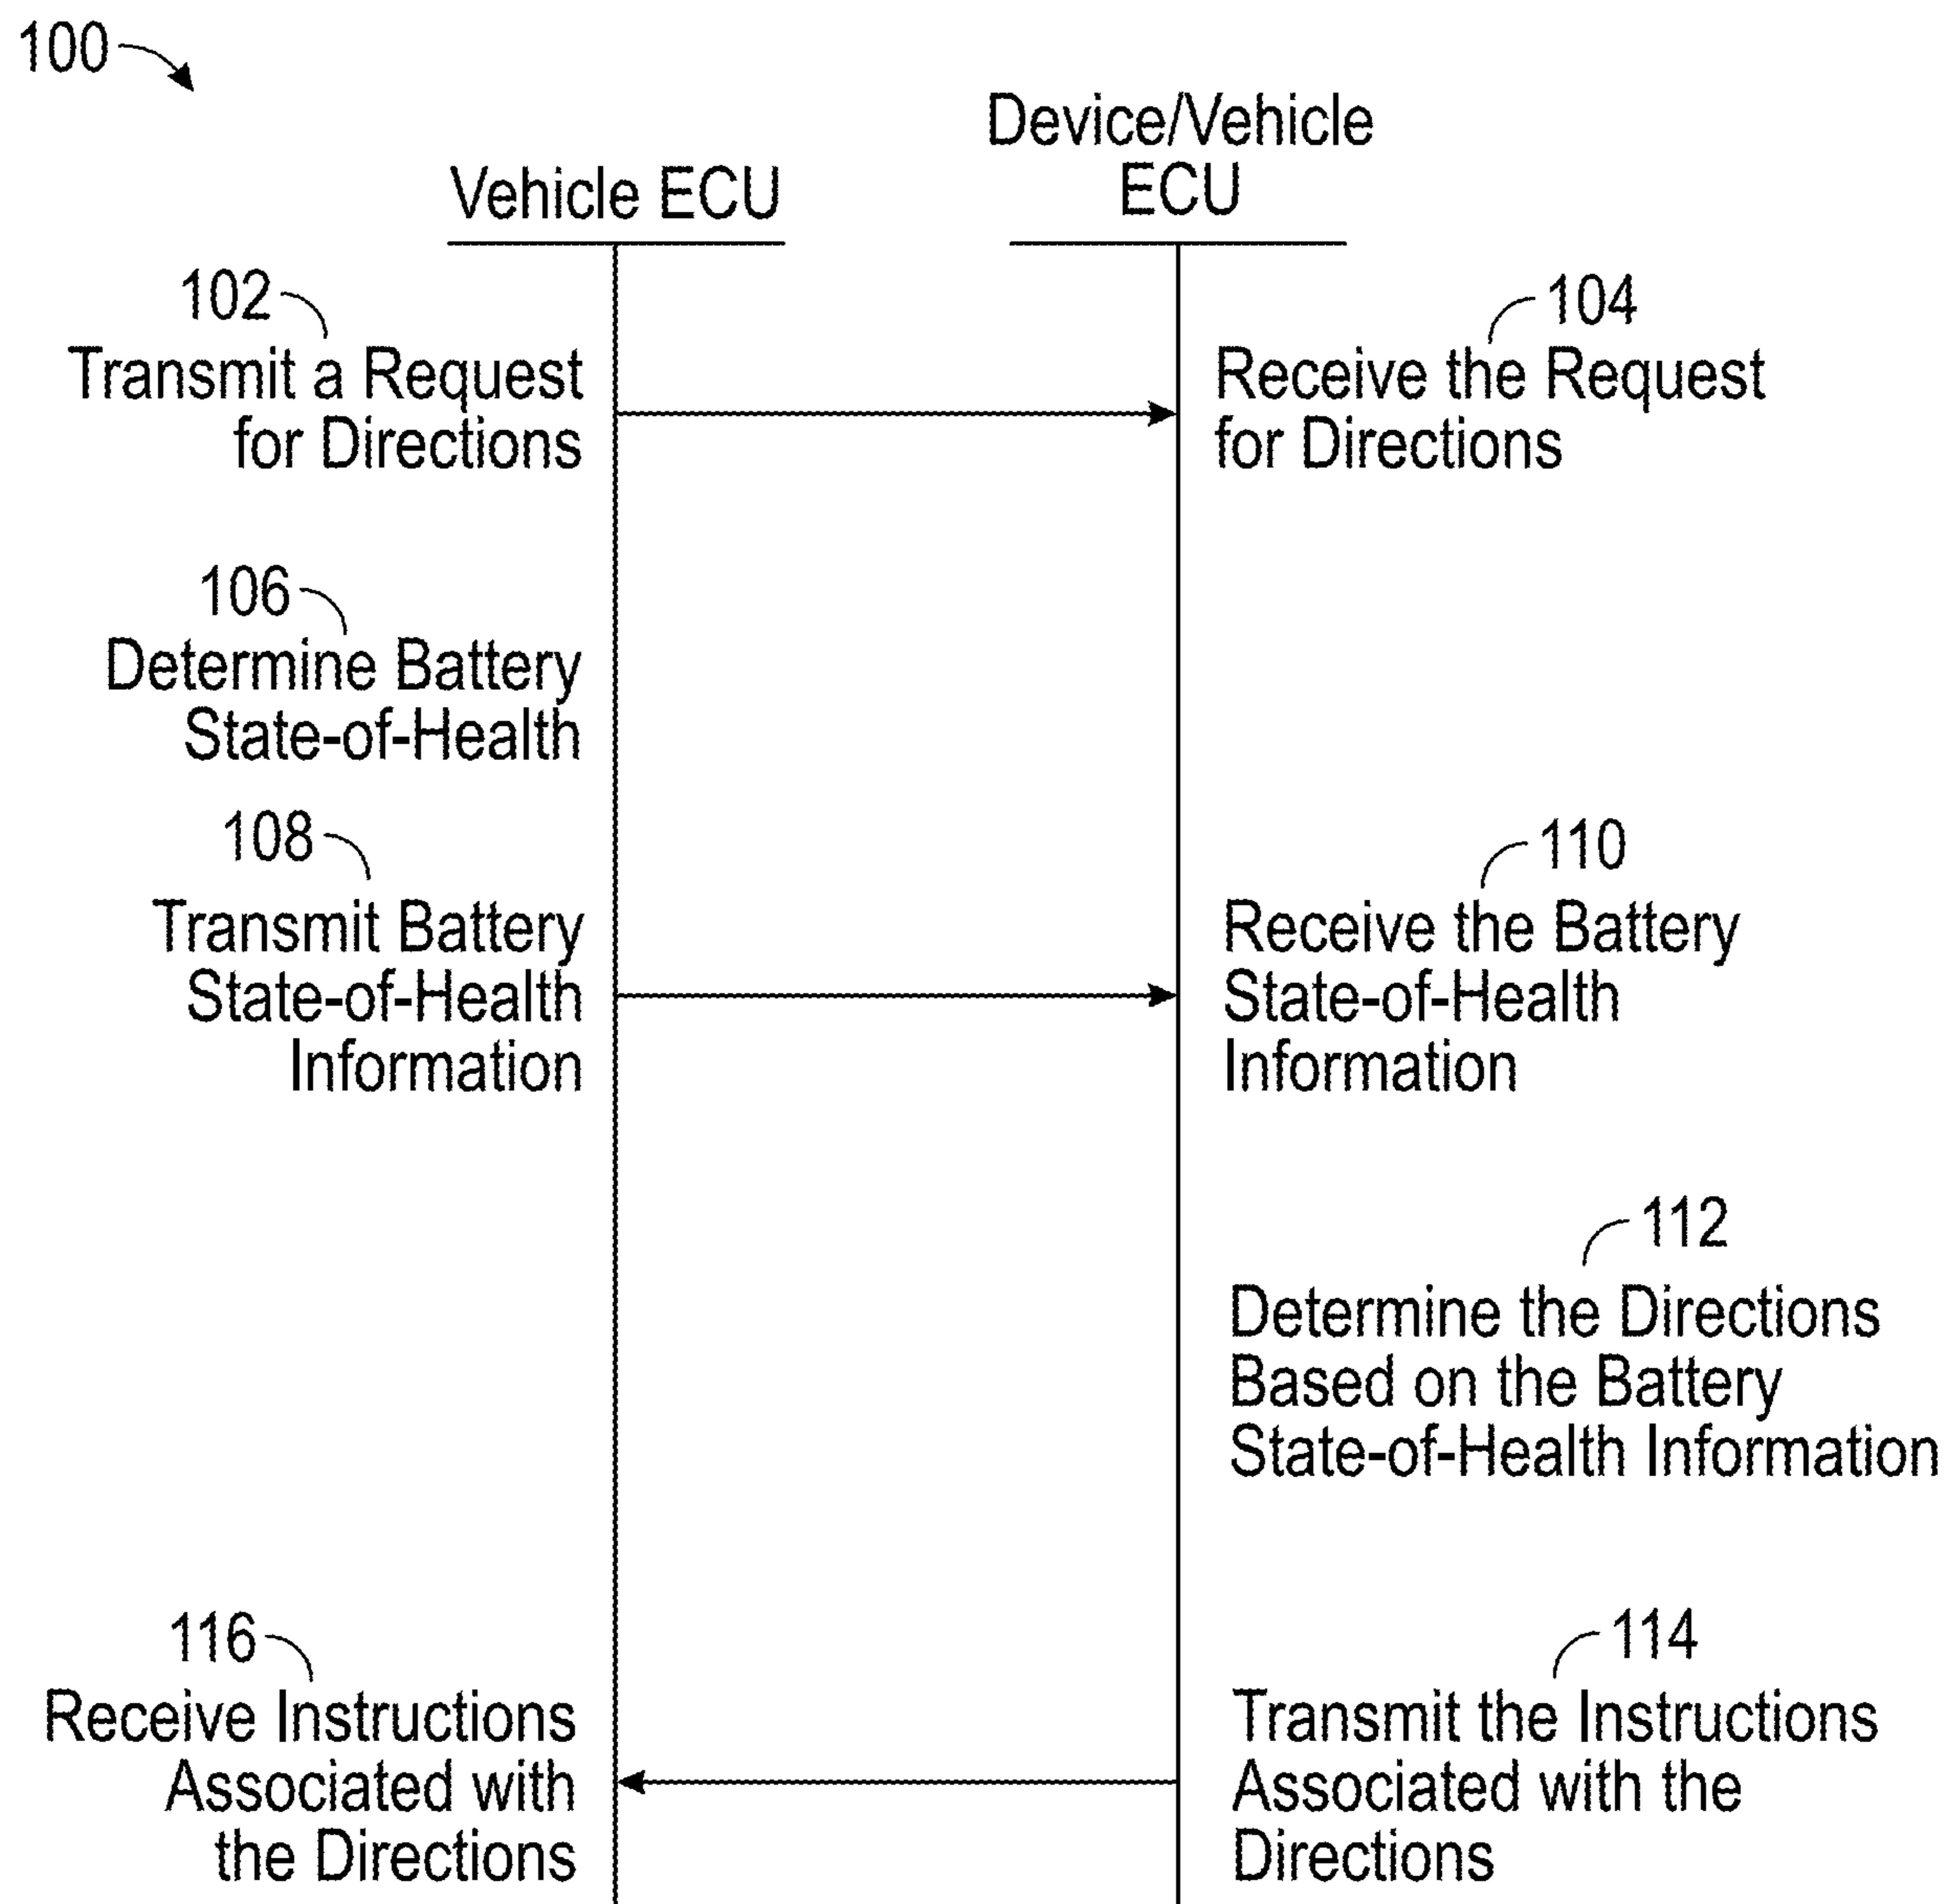 100
Device/Vehicle
ECU
Vehicle ECU
102
Transmit a Request
for Directions
104
Receive the Request
for Directions
106
Determine Battery
State-of-Health
108
Transmit Battery
State-of-Health
Information
110
Receive the Battery
State-of-Health
Information
112
Determine the Directions
Based on the Battery
State-of-Health Information
116
Receive Instructions
Associated with
the Directions
114
Transmit the Instructions
Associated with the
Directions